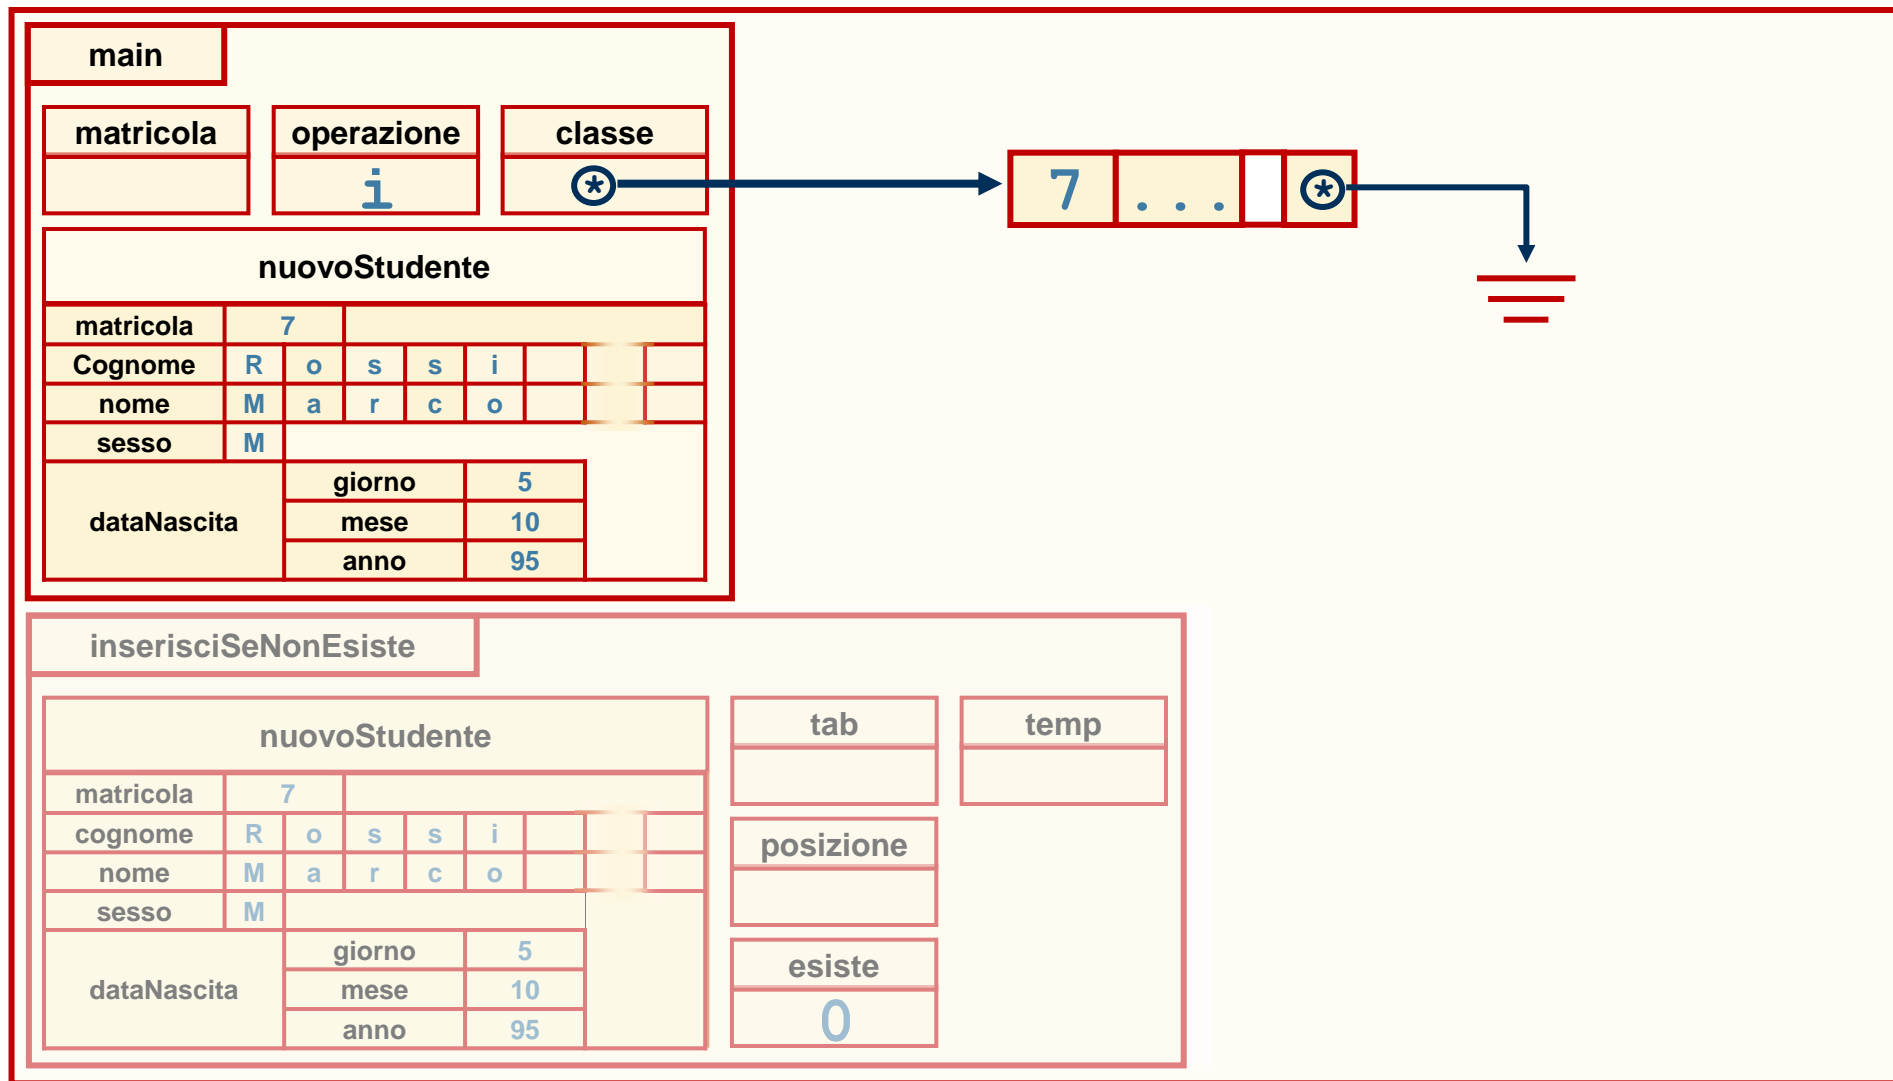 main
matricola operazione classe
i * 7 ... *
nuovoStudente
matricola 7
Cognome R o s s i
nome M a r c o
sesso M
giorno 5
dataNascita mese 10
anno 95
inserisciSeNonEsiste
nuovoStudente tab temp
matricola 7
cognome R o s s i posizione
nome M a r c o
sesso M
giorno 5 esiste
dataNascita mese 10 0
anno 95